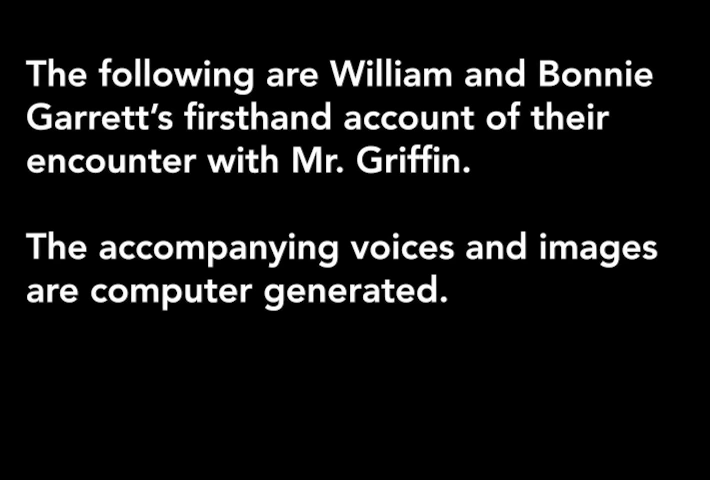 The following are William and Bonnie
Garrett’s firsthand account of their
encounter with Mr. Griffin.
The accompanying voices and images
are computer generated.